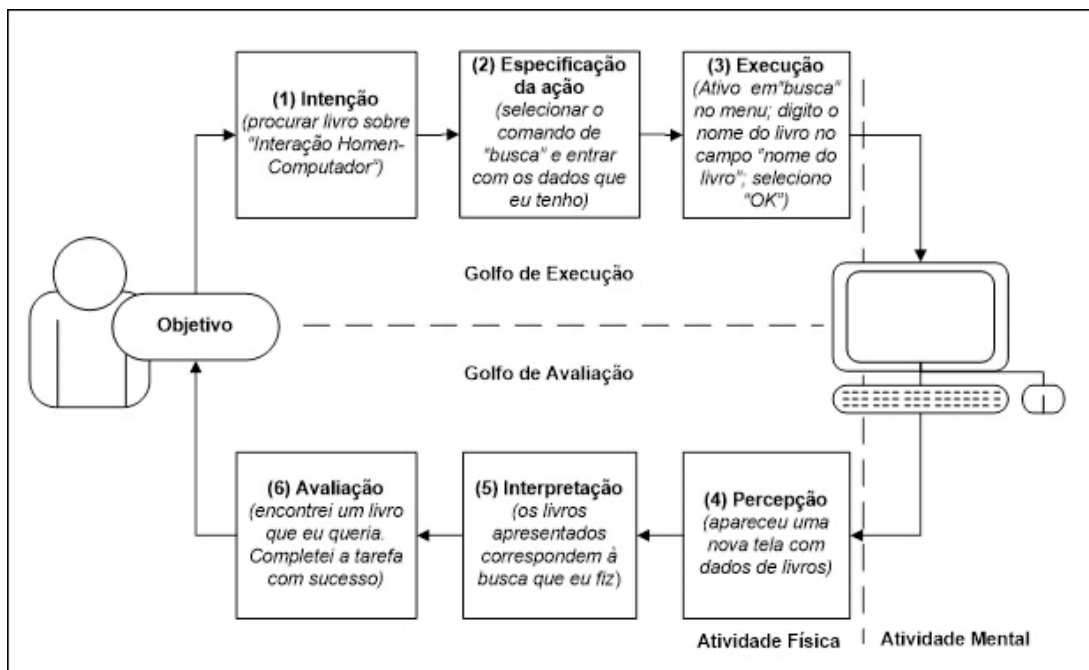 (1) Intenção
(procurar livro sobre
"Interação Homen-
Computador")
(2) Especificação
da ação
(selecionar o
comando de
"busca" e entrar
com os dados que
eu tenho)
(3) Execução
(Ativo em"busca"
no menu; digito o
nome do livro no
campo "nome do
livro"; seleciono
"OK")
Golfo de Execução
Objetivo
Golfo de Avaliação
(6) Avaliação
(encontrei um livro
que eu queria.
Completei a tarefa
com sucesso)
(5) Interpretação
(os livros
apresentados
correspondem à
busca que eu fiz)
(4) Percepção
(apareceu uma
nova tela com
dados de livros)
Atividade Física
Atividade Mental